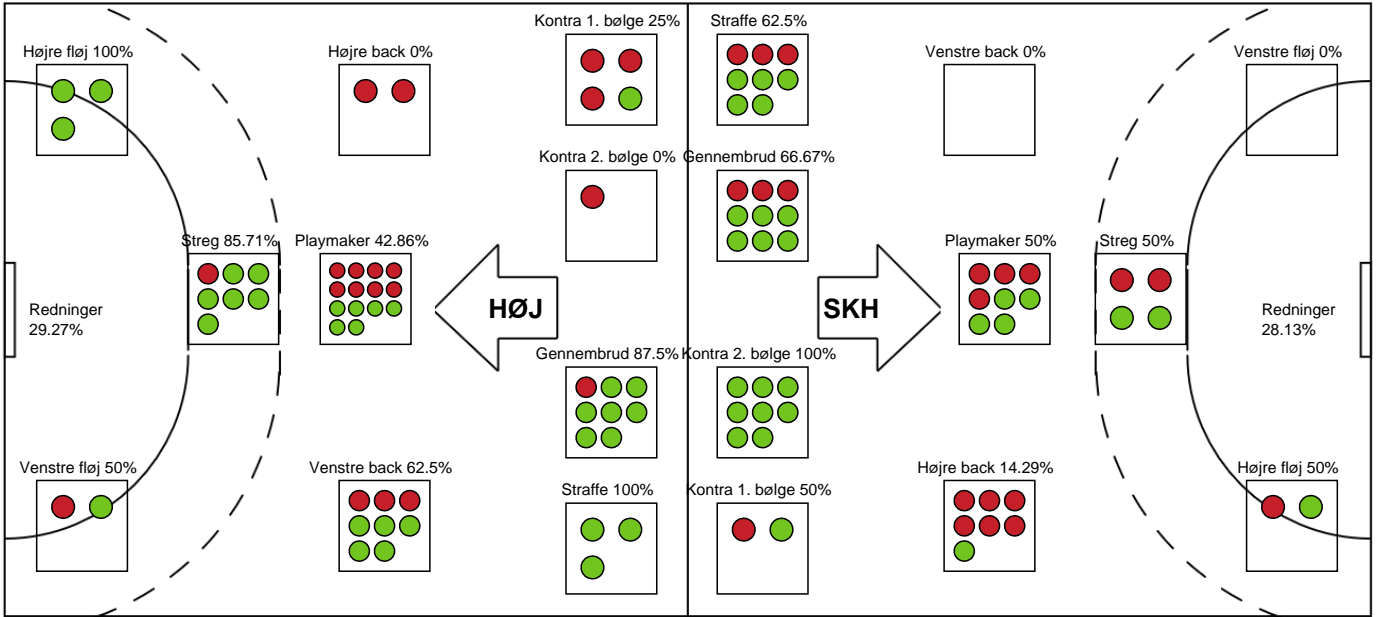 Kontra 1. bølge 25%
Straffe 62.5%
Højre fløj 100%
Højre back 0%
Venstre back 0%
Venstre fløj 0%
Kontra 2. bølge 0%
Gennembrud 66.67%
Streg 85.71%
Playmaker 42.86%
Playmaker 50%
Streg 50%
Redninger
29.27%
HØJ
SKH
Redninger
28.13%
Gennembrud 87.5%
Kontra 2. bølge 100%
Venstre fløj 50%
Venstre back 62.5%
Straffe 100%
Kontra 1. bølge 50%
Højre back 14.29%
Højre fløj 50%